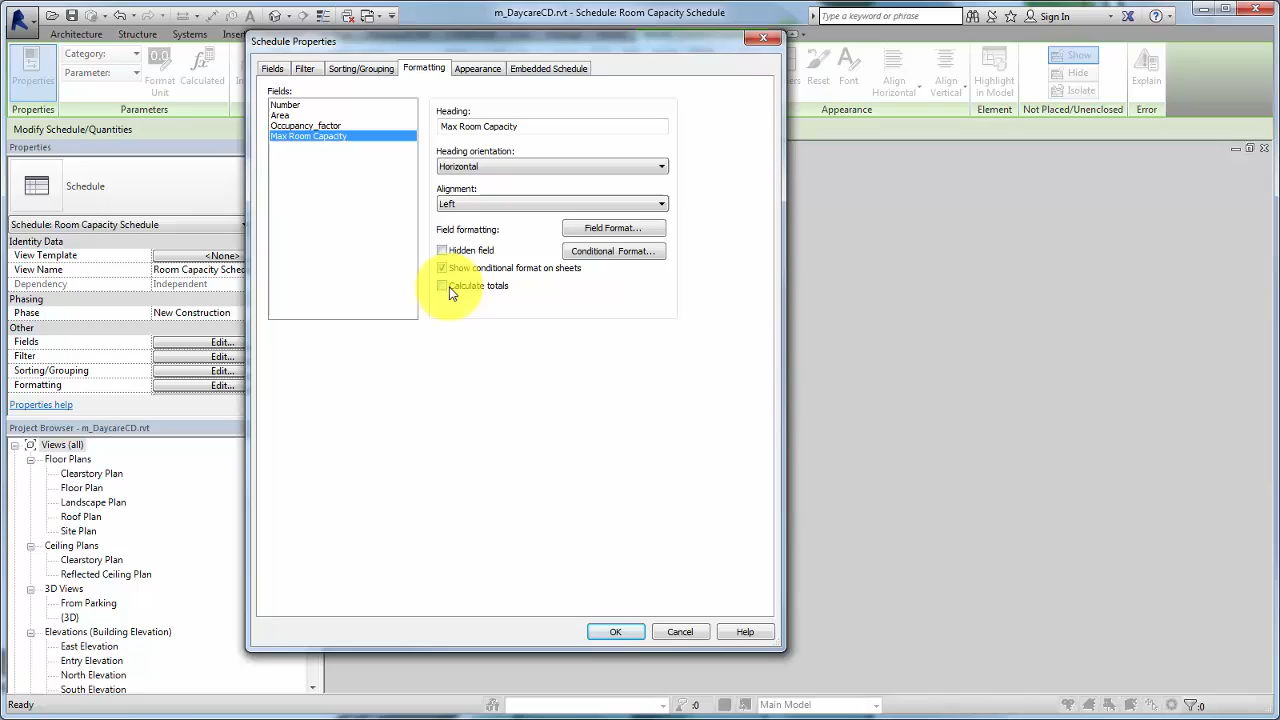 m_DaycareCD.rvt - Schedule: Room Capacity Schedule
Type a keyword or phrase
Sign In
Architecture
Structure
Systems
Schedule Properties
Properties
Category:
Parameter:
Format
Unit
Calculated
Reset
Font
Align
Horizontal
Align
Vertical
Highlight
in Model
Show
Hide
Isolate
Explain
Properties
Parameters
Appearance
Element
Not Placed/Unenclosed
Error
Modify Schedule/Quantities
Properties
Schedule
Schedule: Room Capacity Schedule
Identity Data
View Template
<None>
View Name
Room Capacity Sched
Dependency
Independent
Phasing
Phase
New Construction
Other
Fields
Edit...
Filter
Edit...
Sorting/Grouping
Edit...
Formatting
Edit...
Properties help
Project Browser - m_DaycareCD.rvt
Views (all)
Floor Plans
Clearstory Plan
Floor Plan
Landscape Plan
Roof Plan
Site Plan
Ceiling Plans
Clearstory Plan
Reflected Ceiling Plan
3D Views
From Parking
{3D}
Elevations (Building Elevation)
East Elevation
Entry Elevation
North Elevation
South Elevation
Fields
Filter
Sorting/Grouping
Formatting
Appearance
Embedded Schedule
Fields:
Number
Area
Occupancy_factor
Max Room Capacity
Heading:
Max Room Capacity
Heading orientation:
Horizontal
Alignment:
Left
Field formatting:
Field Format...
Hidden field
Conditional Format...
Show conditional format on sheets
Calculate totals
OK
Cancel
Help
Ready
:0
Main Model
:0